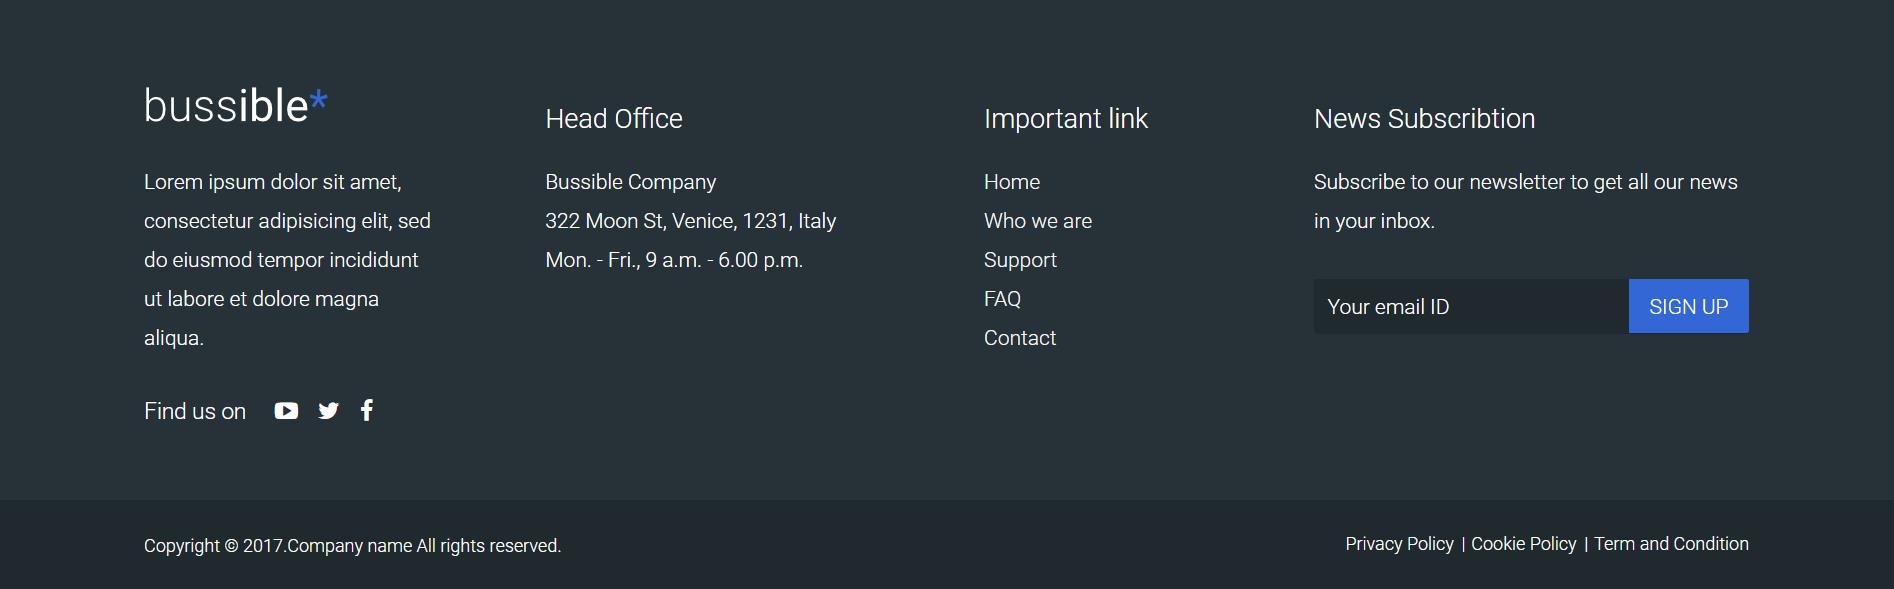 bussible*
Lorem ipsum dolor sit amet,
consectetur adipisicing elit, sed
do eiusmod tempor incididunt
ut labore et dolore magna
aliqua.
Find us on
Head Office
Bussible Company
322 Moon St, Venice, 1231, Italy
Mon. - Fri., 9 a.m. - 6.00 p.m.
Important link
Home
Who we are
Support
FAQ
Contact
News Subscribtion
Subscribe to our newsletter to get all our news
in your inbox.
Your email ID
SIGN UP
Copyright © 2017.Company name All rights reserved.
Privacy Policy | Cookie Policy | Term and Condition